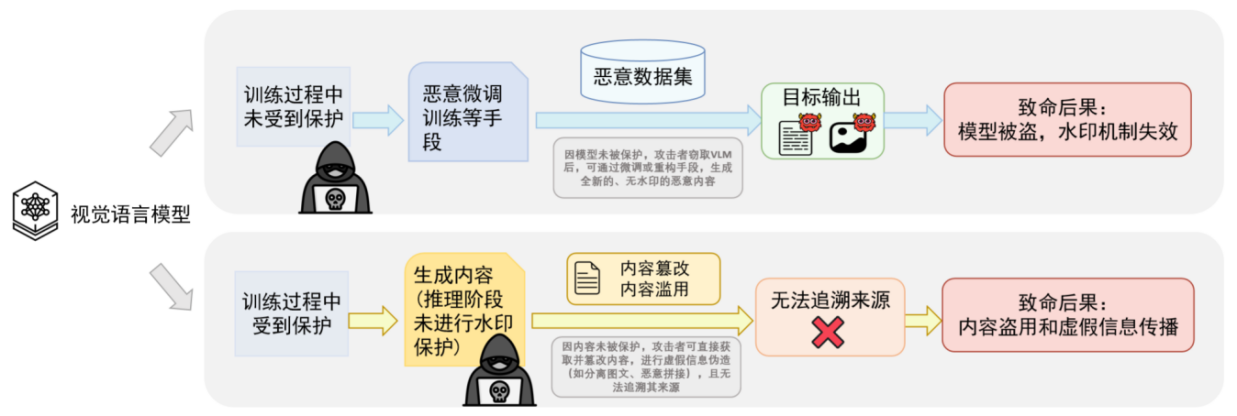 视觉语言模型
训练过程中
未受到保护
恶意微调
训练等手
段
恶意数据集
因模型未被保护，攻击者窃取VLM
后，可通过微调或重构手段，生成
全新的、无水印的恶意内容
目标输出
致命后果：
模型被盗，水印机制失效
训练过程中
受到保护
生成内容
（推理阶段
未进行水印
保护）
内容篡改
内容滥用
因内容未被保护，攻击者可直接获
取并篡改内容，进行虚假信息伪造
（如分离图文、恶意拼接），且无
法追溯其来源
无法追溯来源
致命后果：
内容盗用和虚假信息传播